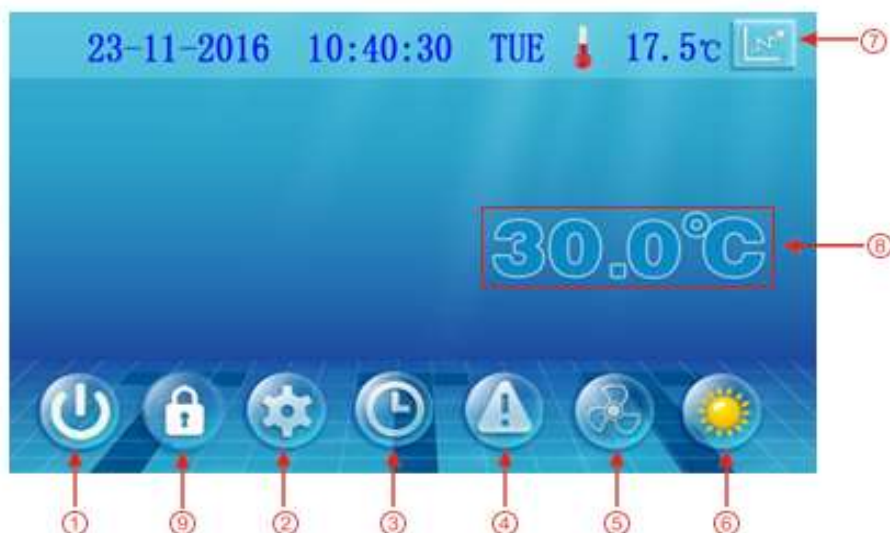 23-11-2016 10:40:30 TUE 17.5℃ ⑦
30.0℃ ⑧
① ⑨ ② ③ ④ ⑤ ⑥